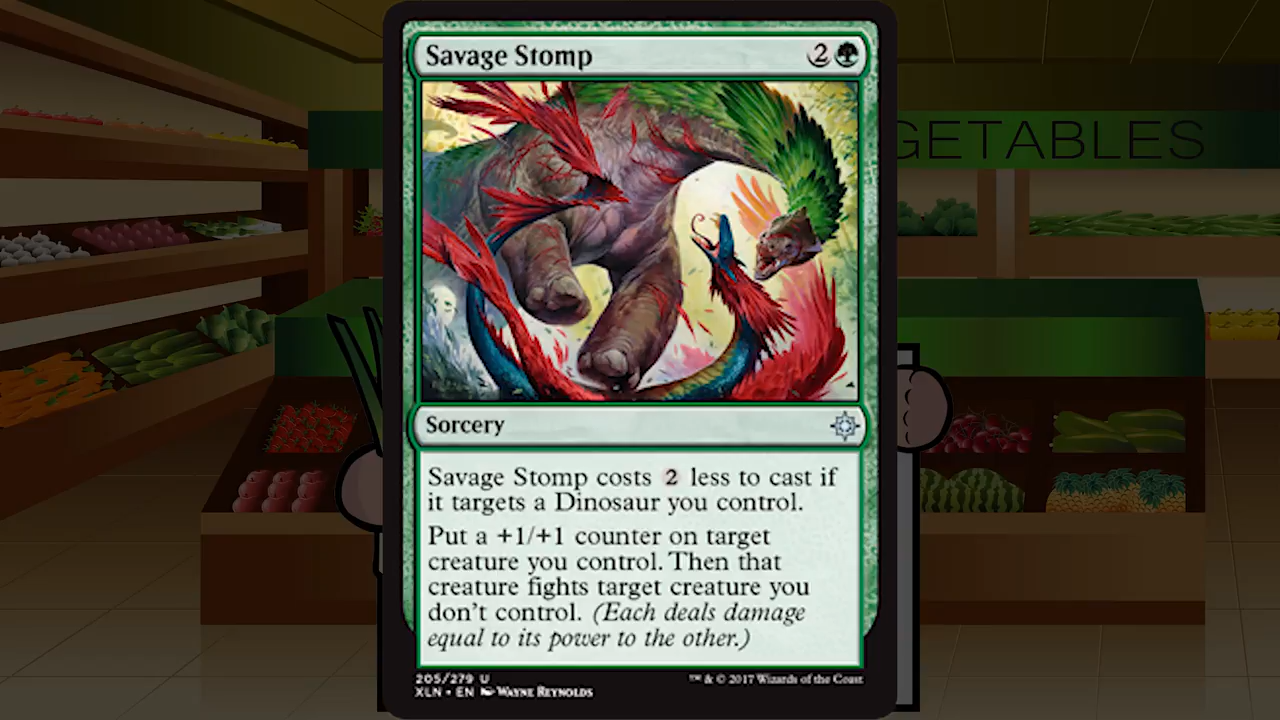 Savage Stomp 2
GETABLES
Sorcery
Savage Stomp costs 2 less to cast if
it targets a Dinosaur you control.
Put a +1/+1 counter on target
creature you control. Then that
creature fights target creature you
don't control. (Each deals damage
equal to its power to the other.)
205/279 U
XLN • EN Wayne Reynolds
™ & © 2017 Wizards of the Coast